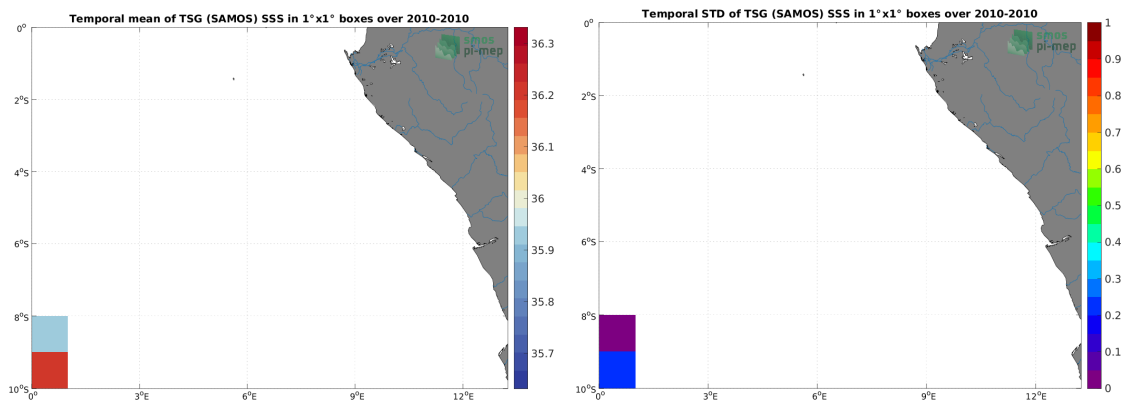 Temporal mean of TSG (SAMOS) SSS in 1°x1° boxes over 2010-2010
0°
2°S
4°S
6°S
8°S
10°S
0°
3°E
6°E
9°E
12°E
smos
pi-mep
36.3
36.2
36.1
36
35.9
35.8
35.7
Temporal STD of TSG (SAMOS) SSS in 1°x1° boxes over 2010-2010
0°
2°S
4°S
6°S
8°S
10°S
0°
3°E
6°E
9°E
12°E
smos
pi-mep
1
0.9
0.8
0.7
0.6
0.5
0.4
0.3
0.2
0.1
0